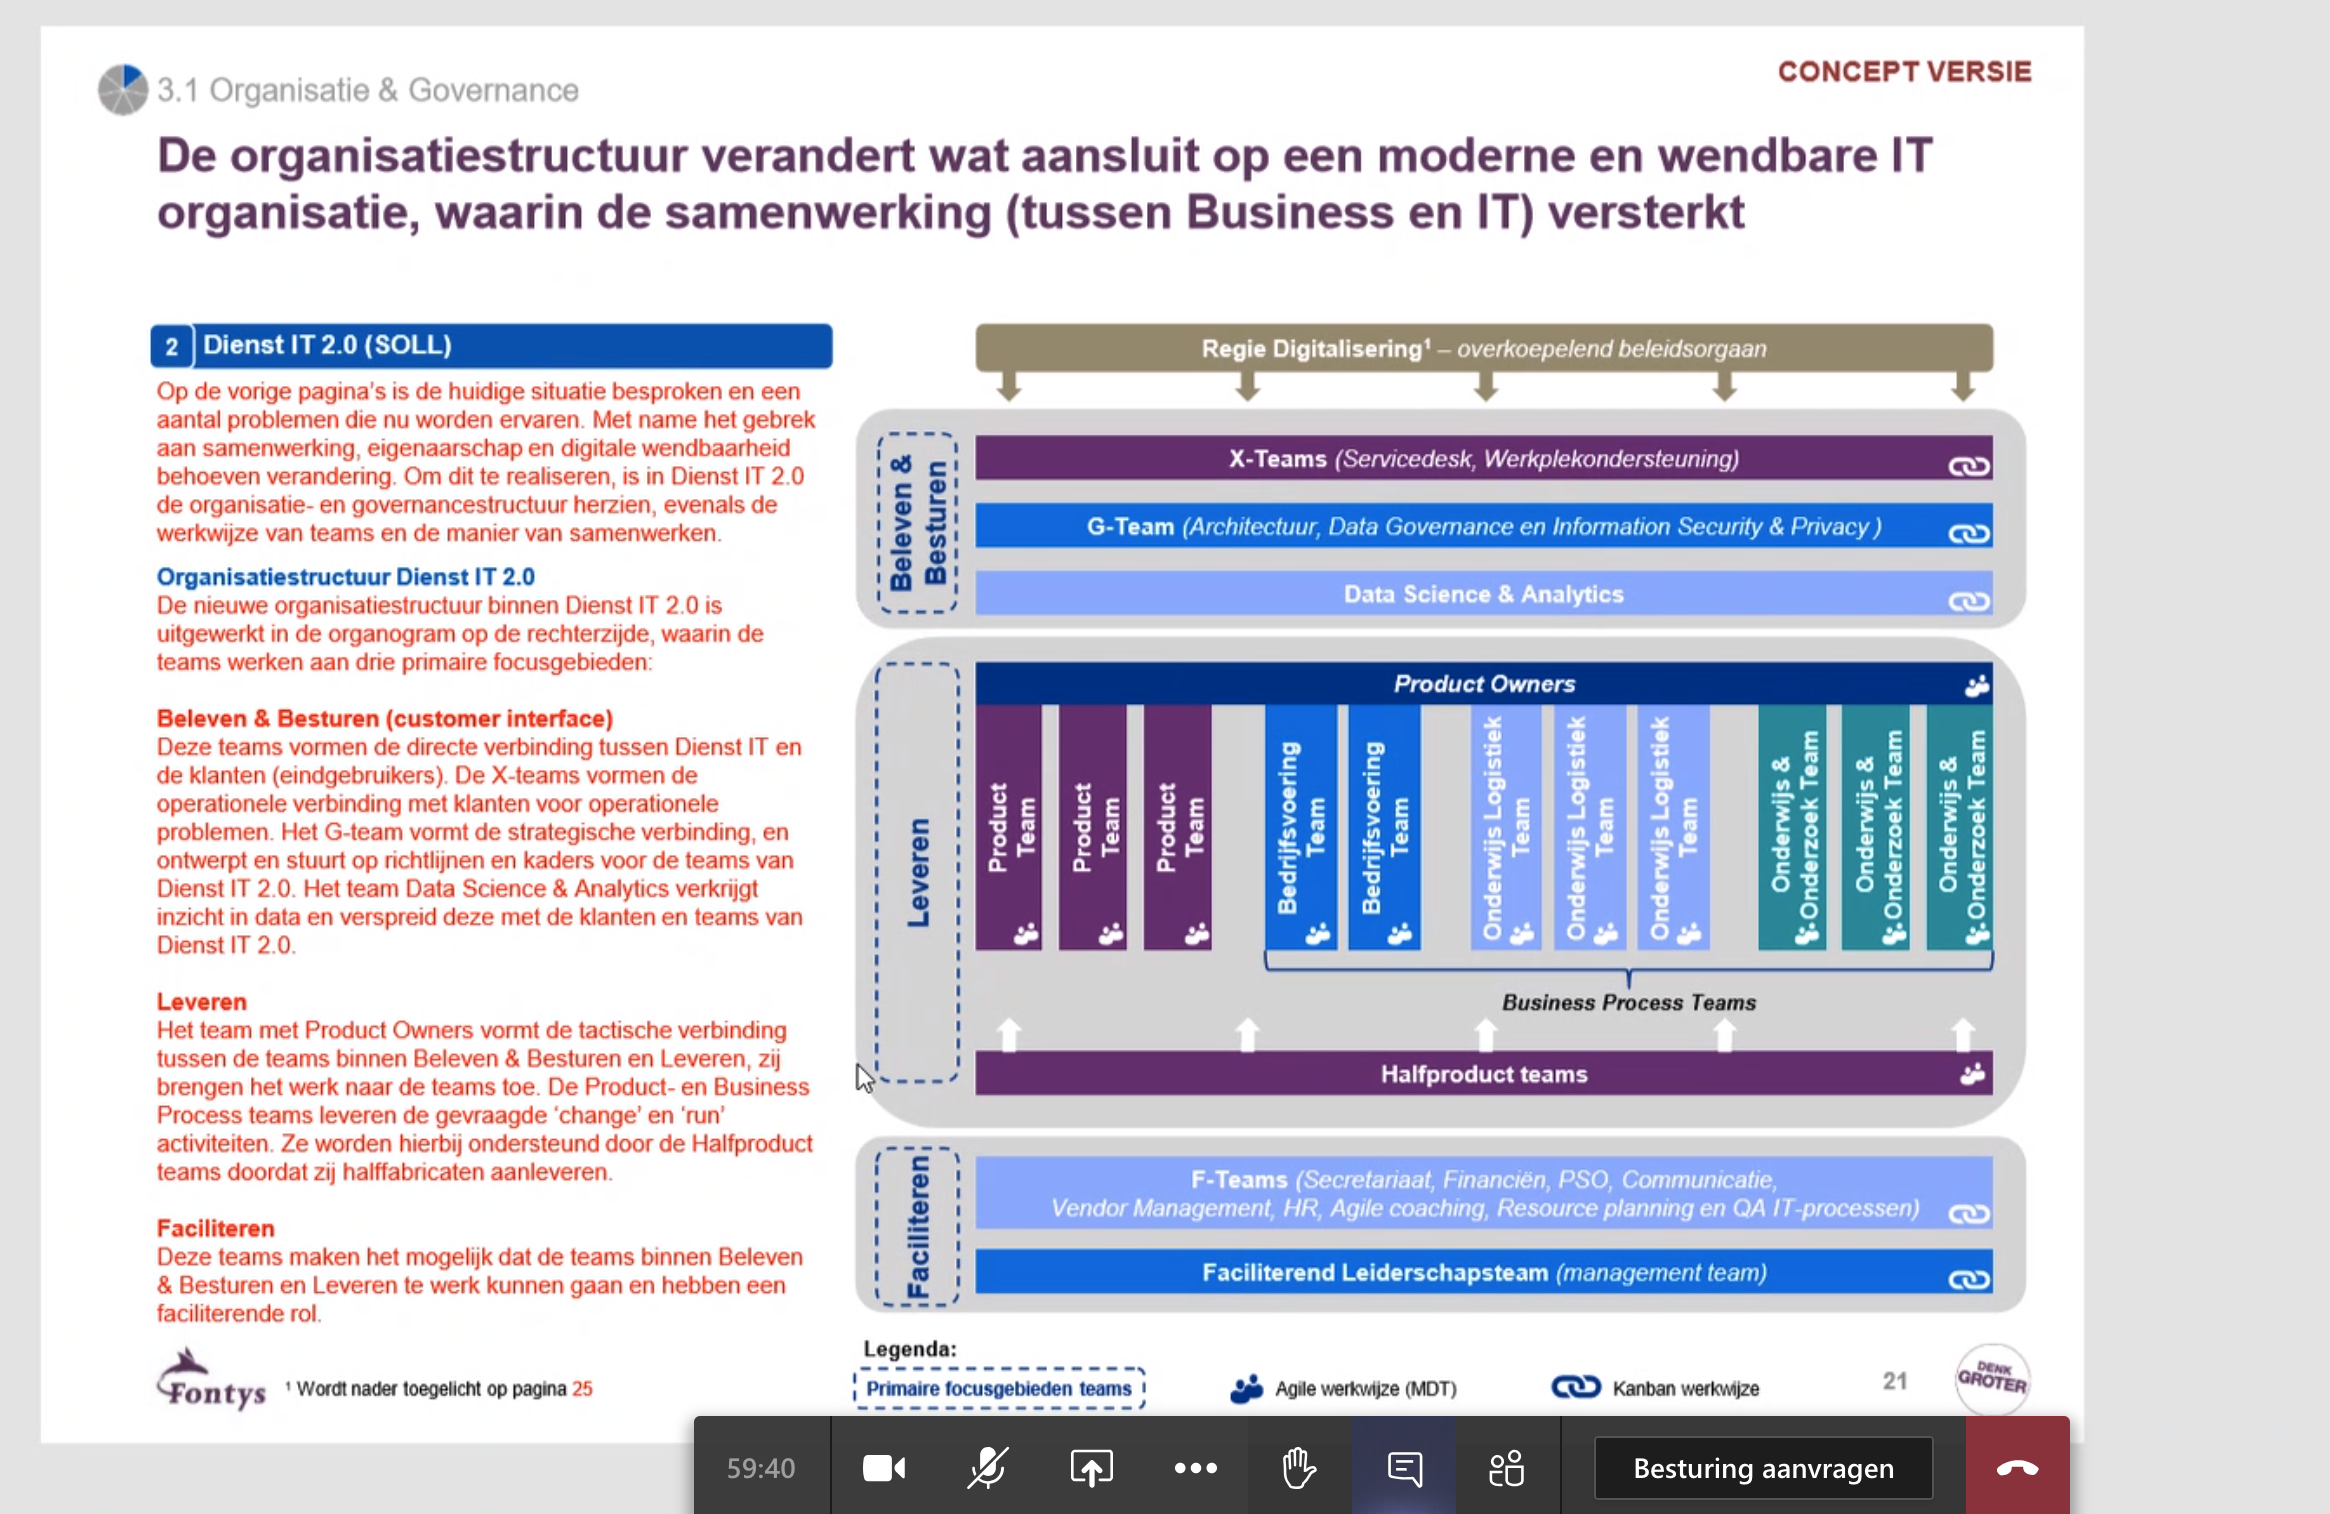 3.1 Organisatie & Governance
CONCEPT VERSIE
De organisatiestructuur verandert wat aansluit op een moderne en wendbare IT
organisatie, waarin de samenwerking (tussen Business en IT) versterkt
2 Dienst IT 2.0 (SOLL)
Op de vorige pagina's is de huidige situatie besproken en een
aantal problemen die nu worden ervaren. Met name het gebrek
aan samenwerking, eigenaarschap en digitale wendbaarheid
behoeven verandering. Om dit te realiseren, is in Dienst IT 2.0
de organisatie- en governancestructuur herzien, evenals de
werkwijze van teams en de manier van samenwerken.
Organisatiestructuur Dienst IT 2.0
De nieuwe organisatiestructuur binnen Dienst IT 2.0 is
uitgewerkt in de organogram op de rechterzijde, waarin de
teams werken aan drie primaire focusgebieden:
Beleven & Besturen (customer interface)
Deze teams vormen de directe verbinding tussen Dienst IT en
de klanten (eindgebruikers). De X-teams vormen de
operationele verbinding met klanten voor operationele
problemen. Het G-team vormt de strategische verbinding, en
ontwerpt en stuurt op richtlijnen en kaders voor de teams van
Dienst IT 2.0. Het team Data Science & Analytics verkrijgt
inzicht in data en verspreid deze met de klanten en teams van
Dienst IT 2.0.
Leveren
Het team met Product Owners vormt de tactische verbinding
tussen de teams binnen Beleven & Besturen en Leveren, zij
brengen het werk naar de teams toe. De Product- en Business
Process teams leveren de gevraagde 'change' en 'run'
activiteiten. Ze worden hierbij ondersteund door de Halfproduct
teams doordat zij halffabricaten aanleveren.
Faciliteren
Deze teams maken het mogelijk dat de teams binnen Beleven
& Besturen en Leveren te werk kunnen gaan en hebben een
faciliterende rol.
Regie Digitalisering¹ – overkoepelend beleidsorgaan
Beleven &
Besturen
X-Teams (Servicedesk, Werkplekondersteuning)
G-Team (Architectuur, Data Governance en Information Security & Privacy )
Data Science & Analytics
Leveren
Product Owners
Product
Team
Product
Team
Product
Team
Bedrijfsvoering
Team
Bedrijfsvoering
Team
Onderwijs Logistiek
Team
Onderwijs Logistiek
Team
Onderwijs Logistiek
Team
Onderwijs &
Onderzoek Team
Onderwijs &
Onderzoek Team
Onderwijs &
Onderzoek Team
Business Process Teams
Halfproduct teams
Faciliteren
F-Teams (Secretariaat, Financiën, PSO, Communicatie,
Vendor Management, HR, Agile coaching, Resource planning en QA IT-processen)
Faciliterend Leiderschapsteam (management team)
Legenda:
Primaire focusgebieden teams
Agile werkwijze (MDT)
Kanban werkwijze
Fontys
¹ Wordt nader toegelicht op pagina 25
21
DENK
GROTER
59:40
Besturing aanvragen